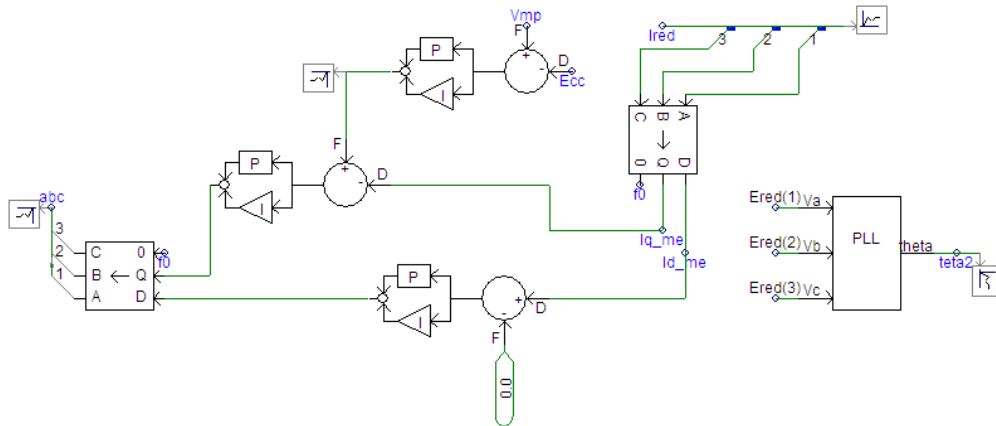 Vmp
F
+
-
D
Ecc
P
I
Ired
3
2
1
C
B
A
0
Q
D
f0
Iq_me
Id_me
F
+
-
D
P
I
abc
3
2
1
C
B
A
0
Q
D
f0
P
I
+
-
D
F
0.0
Ered(1)
Va
Ered(2)
Vb
Ered(3)
Vc
PLL
theta
teta2